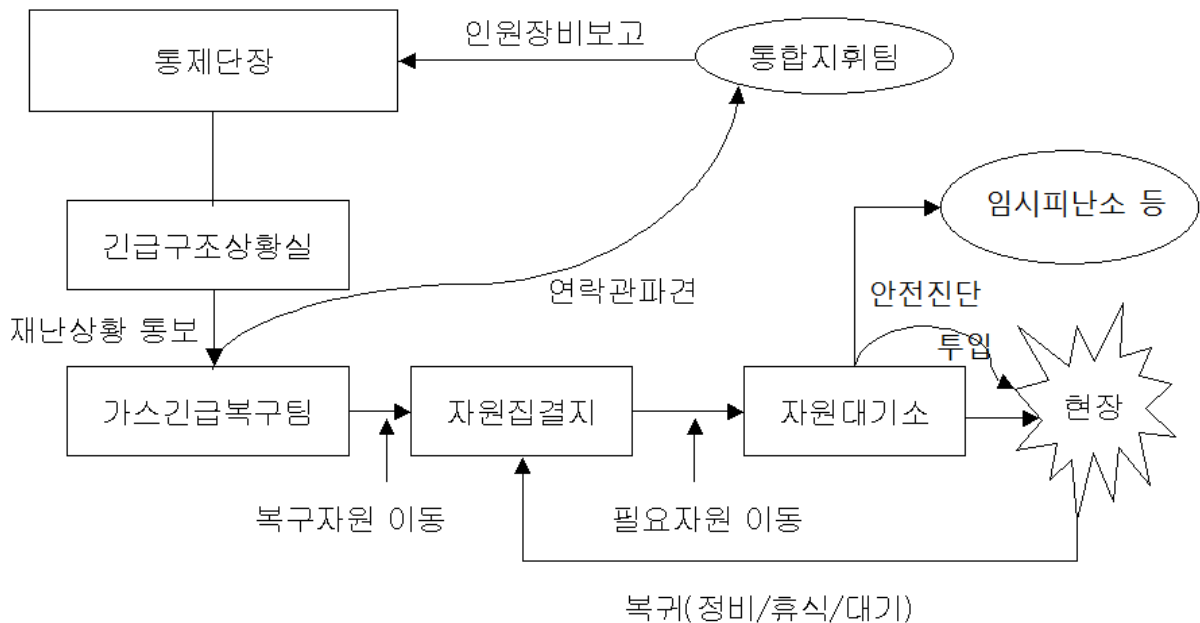 인원장비보고
통제단장
통합지휘팀
임시피난소 등
긴급구조상황실
연락관파견
안전진단
재난상황 통보
투입
가스긴급복구팀
자원집결지
자원대기소
현장
복구자원 이동
필요자원 이동
복귀(정비/휴식/대기)